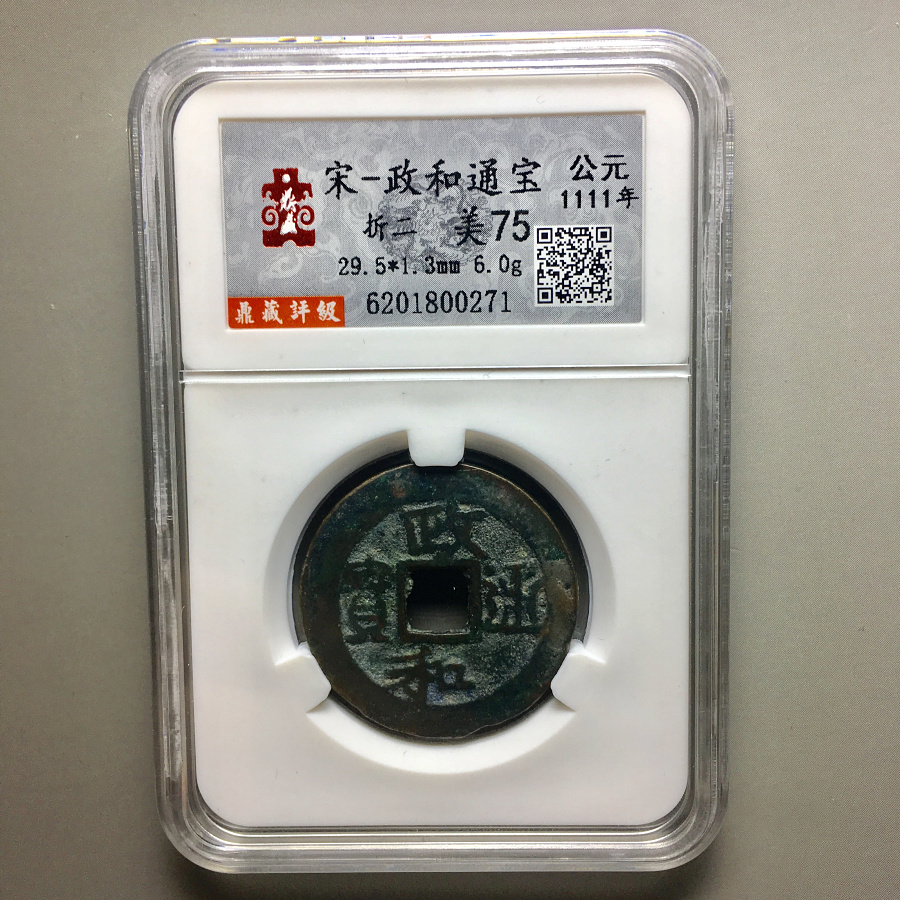 宋-政和通宝 公元
1111年
折二 美75
29.5*1.3mm 6.0g
鼎藏評級 6201800271
政
寳 通
和